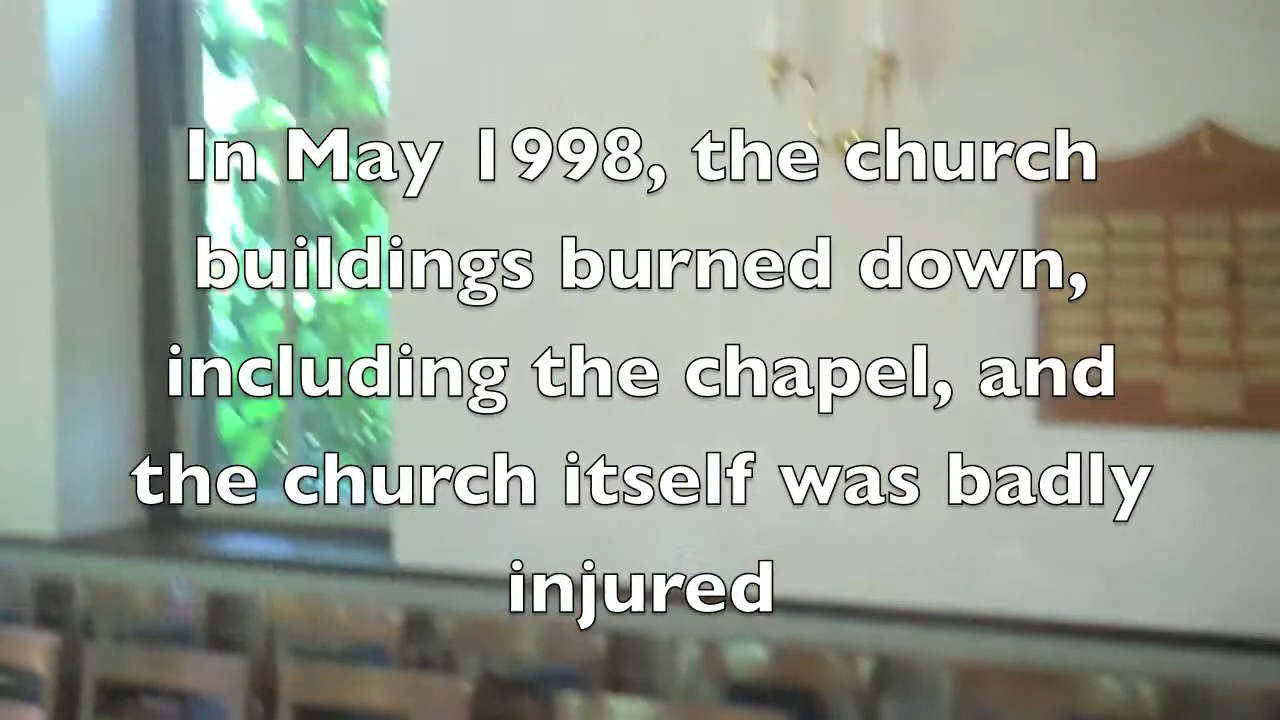 In May 1998, the church
buildings burned down,
including the chapel, and
the church itself was badly
injured